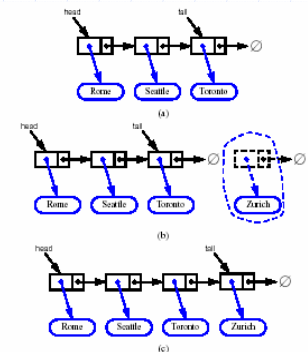 head tail
∅
Rome Seattle Toronto
(a)
head tail
∅ ∅
Rome Seattle Toronto Zurich
(b)
head tail
∅
Rome Seattle Toronto Zurich
(c)